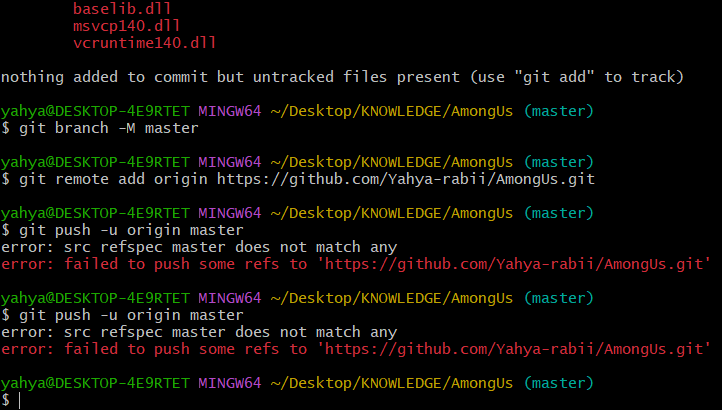 baselib.dll
msvcp140.dll
vcruntime140.dll
nothing added to commit but untracked files present (use "git add" to track)
yahya@DESKTOP-4E9RTET MINGW64 ~/Desktop/KNOWLEDGE/AmongUs (master)
$ git branch -M master
yahya@DESKTOP-4E9RTET MINGW64 ~/Desktop/KNOWLEDGE/AmongUs (master)
$ git remote add origin https://github.com/Yahya-rabii/AmongUs.git
yahya@DESKTOP-4E9RTET MINGW64 ~/Desktop/KNOWLEDGE/AmongUs (master)
$ git push -u origin master
error: src refspec master does not match any
error: failed to push some refs to 'https://github.com/Yahya-rabii/AmongUs.git'
yahya@DESKTOP-4E9RTET MINGW64 ~/Desktop/KNOWLEDGE/AmongUs (master)
$ git push -u origin master
error: src refspec master does not match any
error: failed to push some refs to 'https://github.com/Yahya-rabii/AmongUs.git'
yahya@DESKTOP-4E9RTET MINGW64 ~/Desktop/KNOWLEDGE/AmongUs (master)
$